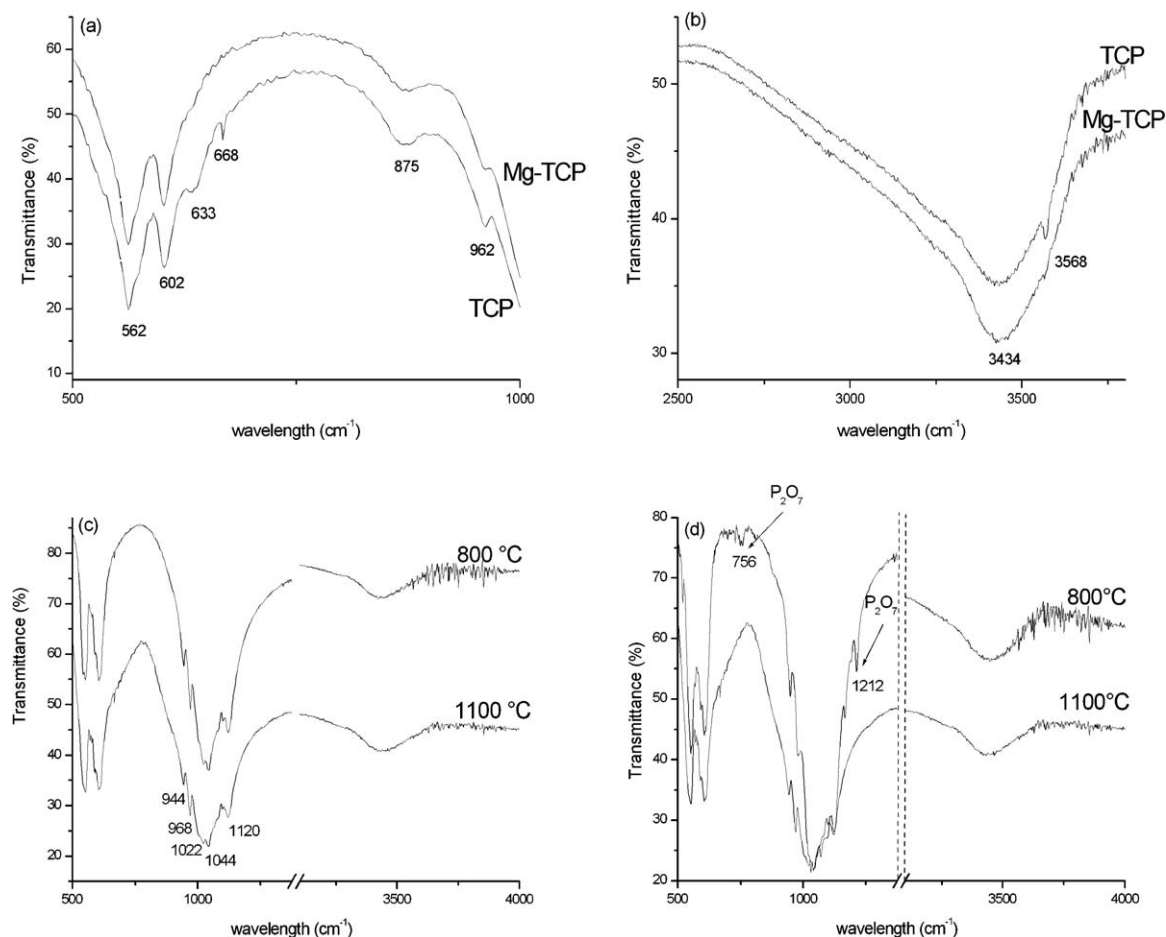 (a)
60
50
40
30
20
10
Transmittance (%)
562
602
633
668
875
962
Mg-TCP
TCP
500
1000
wavelength (cm⁻¹)
(b)
50
40
30
Transmittance (%)
TCP
Mg-TCP
3568
3434
2500
3000
3500
wavelength (cm⁻¹)
(c)
80
70
60
50
40
30
20
Transmittance (%)
800 °C
1100 °C
944
968
1022
1044
1120
500
1000
3500
4000
wavelength (cm⁻¹)
(d)
80
70
60
50
40
30
20
Transmittance (%)
P₂O₇
756
P₂O₇
1212
800°C
1100°C
500
1000
3500
4000
wavelength (cm⁻¹)